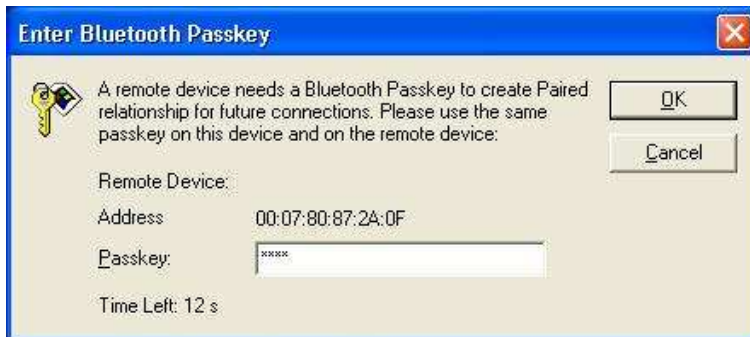 Enter Bluetooth Passkey
A remote device needs a Bluetooth Passkey to create Paired
relationship for future connections. Please use the same
passkey on this device and on the remote device:
OK
Cancel
Remote Device:
Address 00:07:80:87:2A:0F
Passkey: ****
Time Left: 12 s